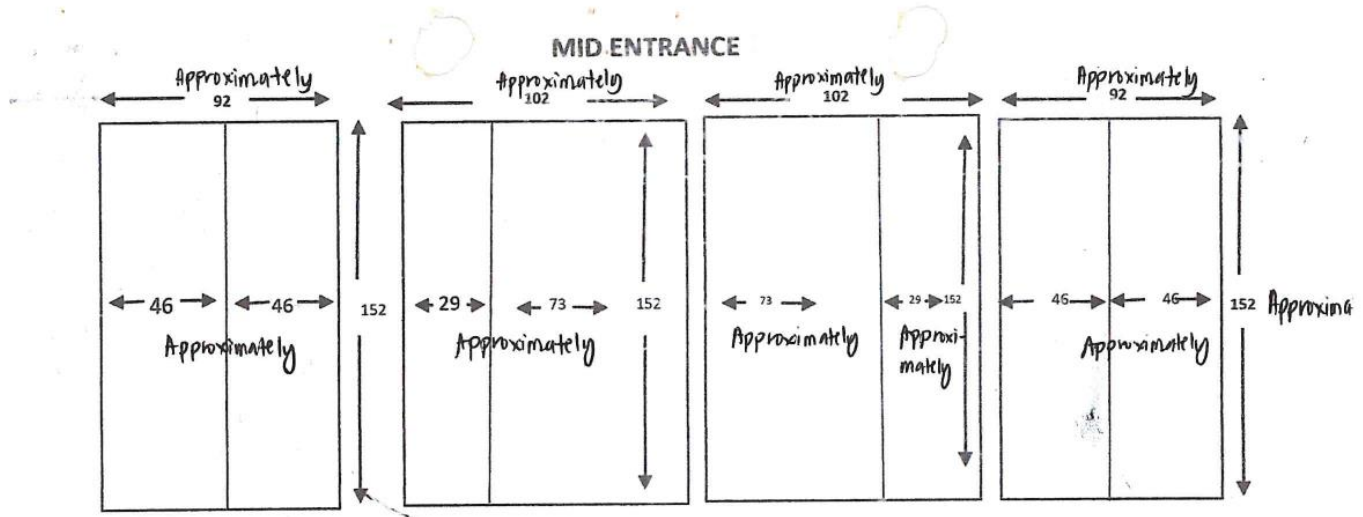 MID ENTRANCE
Approximately Approximately Approximately Approximately
92 102 102 92
46 46 152 29 73 152 73 29 152 46 46 152 Approxima
Approximately Approximately Approximately Approxi- Approximately
mately